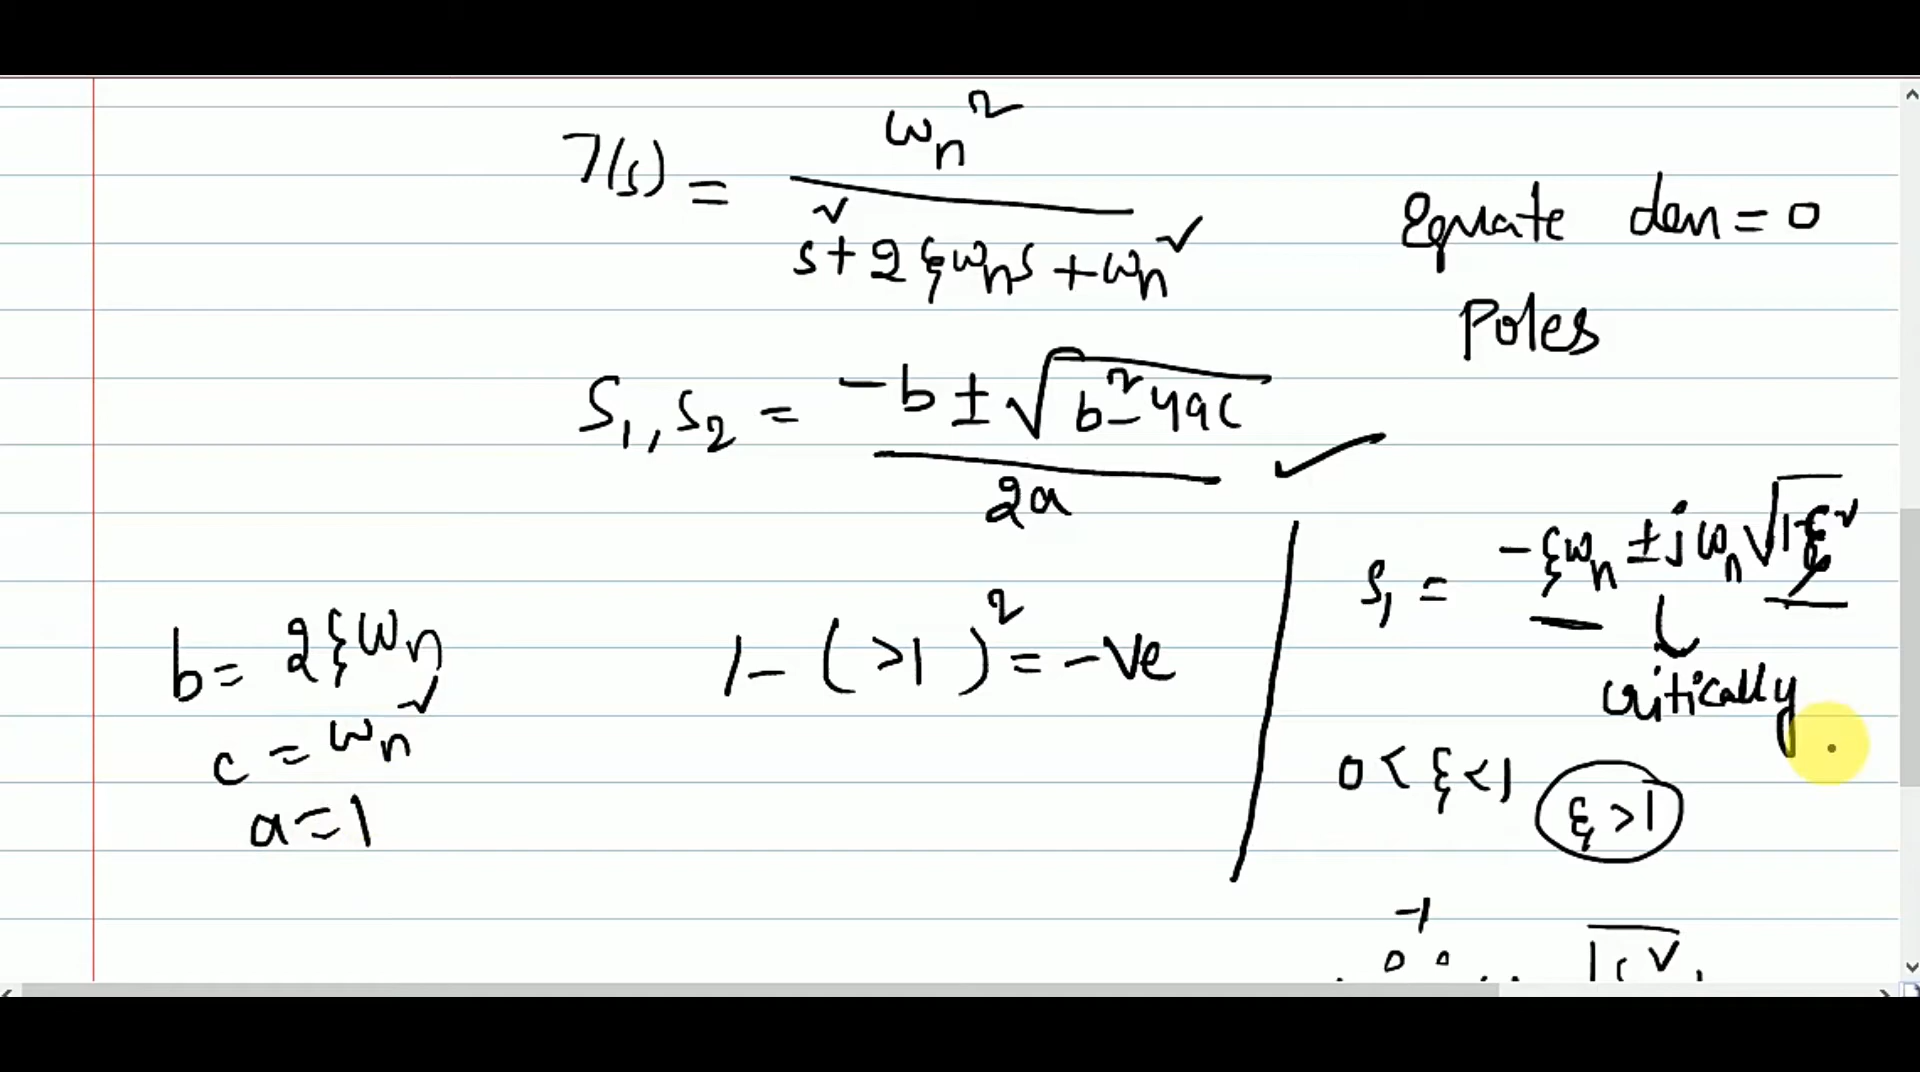 T(s) = ωn² / s² + 2ξωns + ωn²
Equate den = 0
Poles
S1, S2 = -b ± √b² - 4ac / 2a
S1 = -ξωn ± jωn√1-ξ²
critically
b = 2ξωn
c = ωn²
a = 1
1 - (>1)² = -ve
0 < ξ < 1
ξ > 1
-1